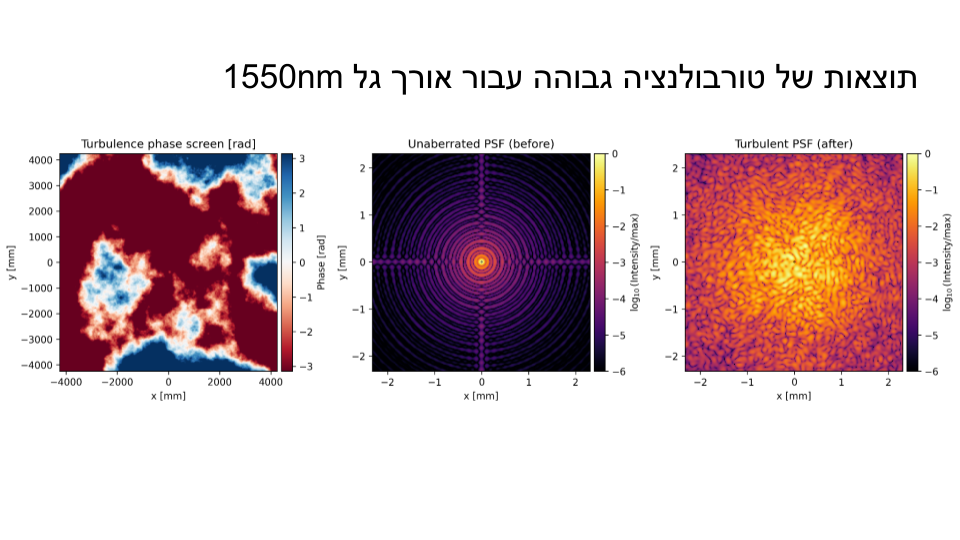 תוצאות של טורבולנציה גבוהה עבור אורך גל 1550nm
Turbulence phase screen [rad]
4000
3000
2000
1000
0
−1000
−2000
−3000
−4000
y [mm]
−4000 −2000 0 2000 4000
x [mm]
3
2
1
0
−1
−2
−3
Phase [rad]
Unaberrated PSF (before)
2
1
0
−1
−2
y [mm]
−2 −1 0 1 2
x [mm]
0
−1
−2
−3
−4
−5
−6
log₁₀(Intensity/max)
Turbulent PSF (after)
2
1
0
−1
−2
y [mm]
−2 −1 0 1 2
x [mm]
0
−1
−2
−3
−4
−5
−6
log₁₀(Intensity/max)